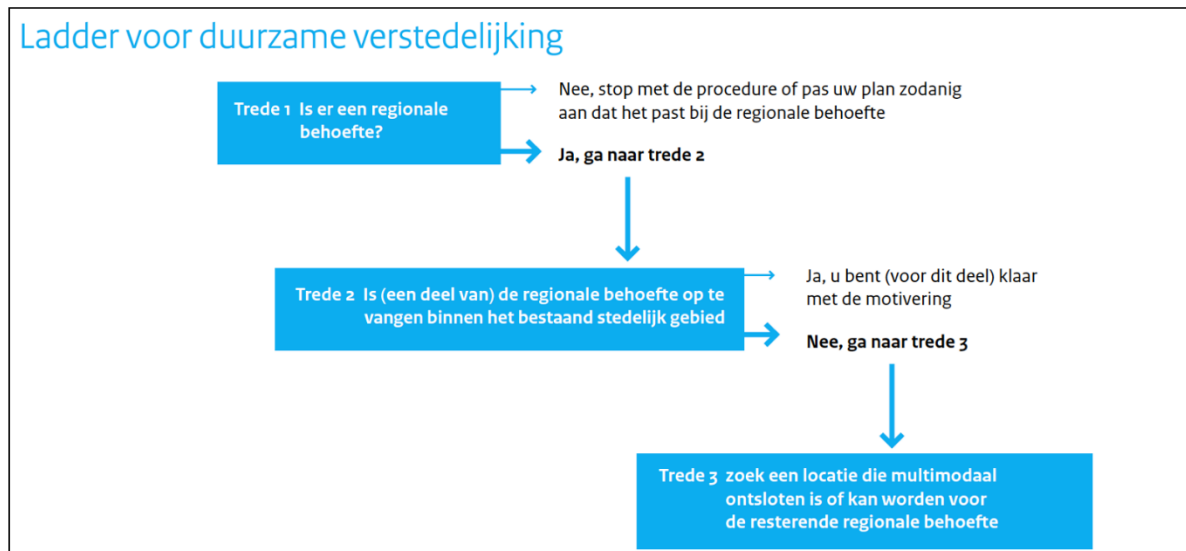 Ladder voor duurzame verstedelijking
Trede 1 Is er een regionale
behoefte?
Nee, stop met de procedure of pas uw plan zodanig
aan dat het past bij de regionale behoefte
Ja, ga naar trede 2
Trede 2 Is (een deel van) de regionale behoefte op te
vangen binnen het bestaand stedelijk gebied
Ja, u bent (voor dit deel) klaar
met de motivering
Nee, ga naar trede 3
Trede 3 zoek een locatie die multimodaal
ontsloten is of kan worden voor
de resterende regionale behoefte